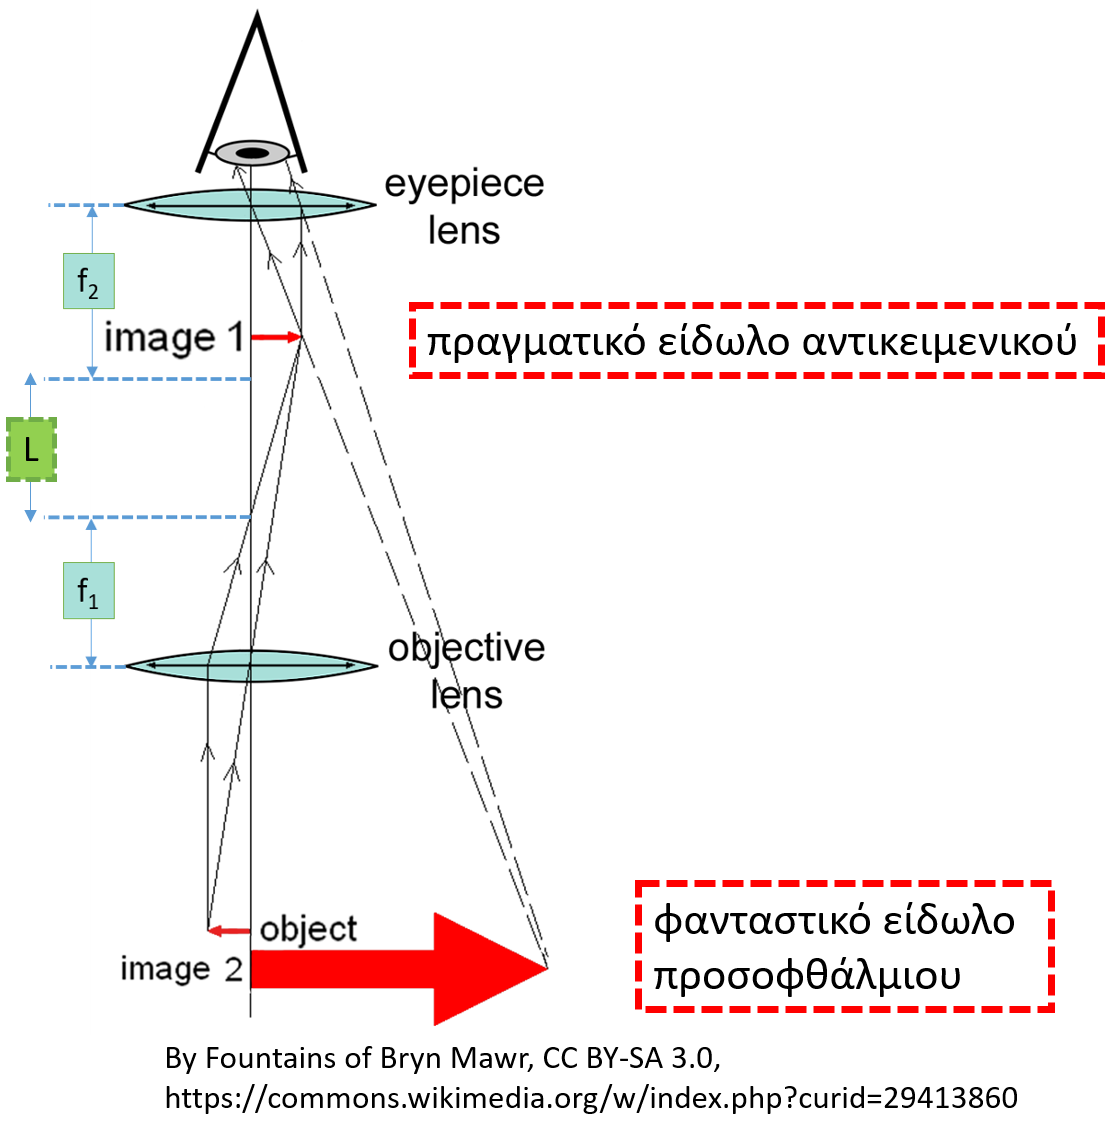 eyepiece
lens
f2
image 1
πραγματικό είδωλο αντικειμενικού
L
f1
objective
lens
object
image 2
φανταστικό είδωλο
προσοφθάλμιου
By Fountains of Bryn Mawr, CC BY-SA 3.0,
https://commons.wikimedia.org/w/index.php?curid=29413860